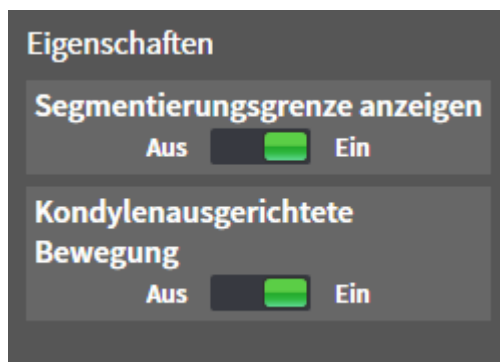 Eigenschaften
Segmentierungsgrenze anzeigen
Aus Ein
Kondylenausgerichtete
Bewegung
Aus Ein